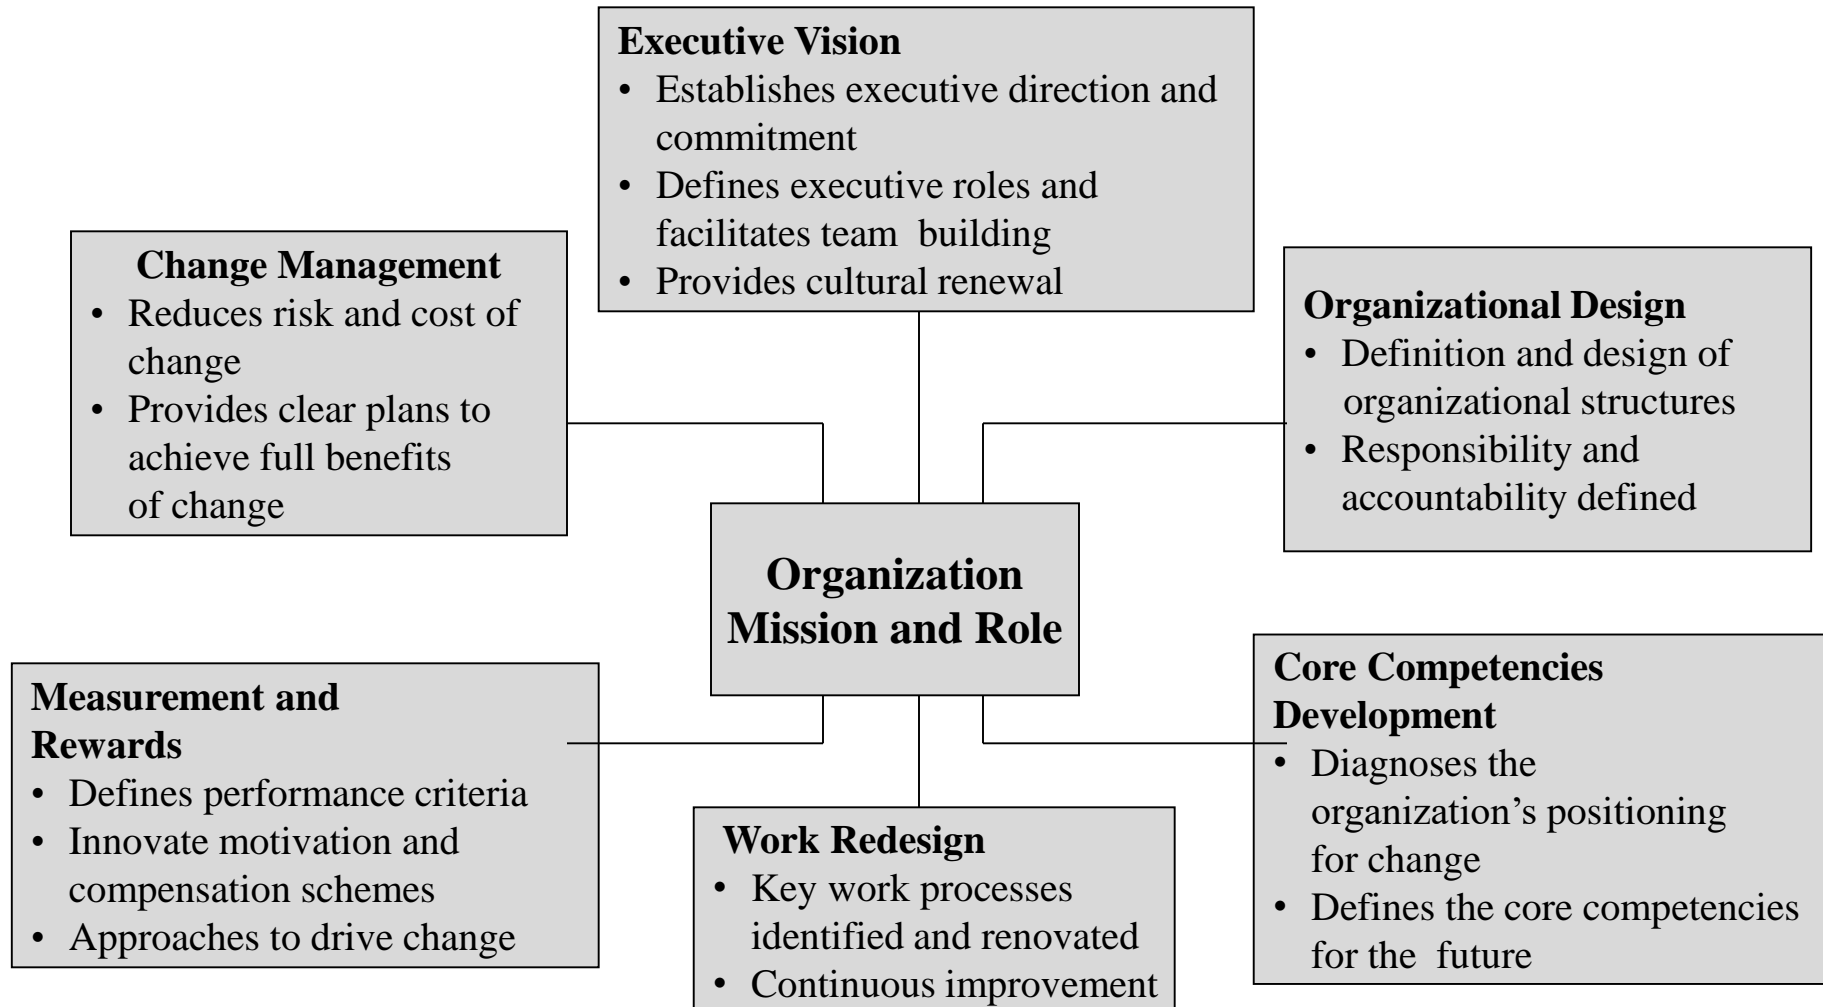 Executive Vision
• Establishes executive direction and
commitment
• Defines executive roles and
facilitates team building
• Provides cultural renewal
Change Management
• Reduces risk and cost of
change
• Provides clear plans to
achieve full benefits
of change
Organizational Design
• Definition and design of
organizational structures
• Responsibility and
accountability defined
Organization
Mission and Role
Measurement and
Rewards
• Defines performance criteria
• Innovate motivation and
compensation schemes
• Approaches to drive change
Work Redesign
• Key work processes
identified and renovated
• Continuous improvement
Core Competencies
Development
• Diagnoses the
organization’s positioning
for change
• Defines the core competencies
for the future